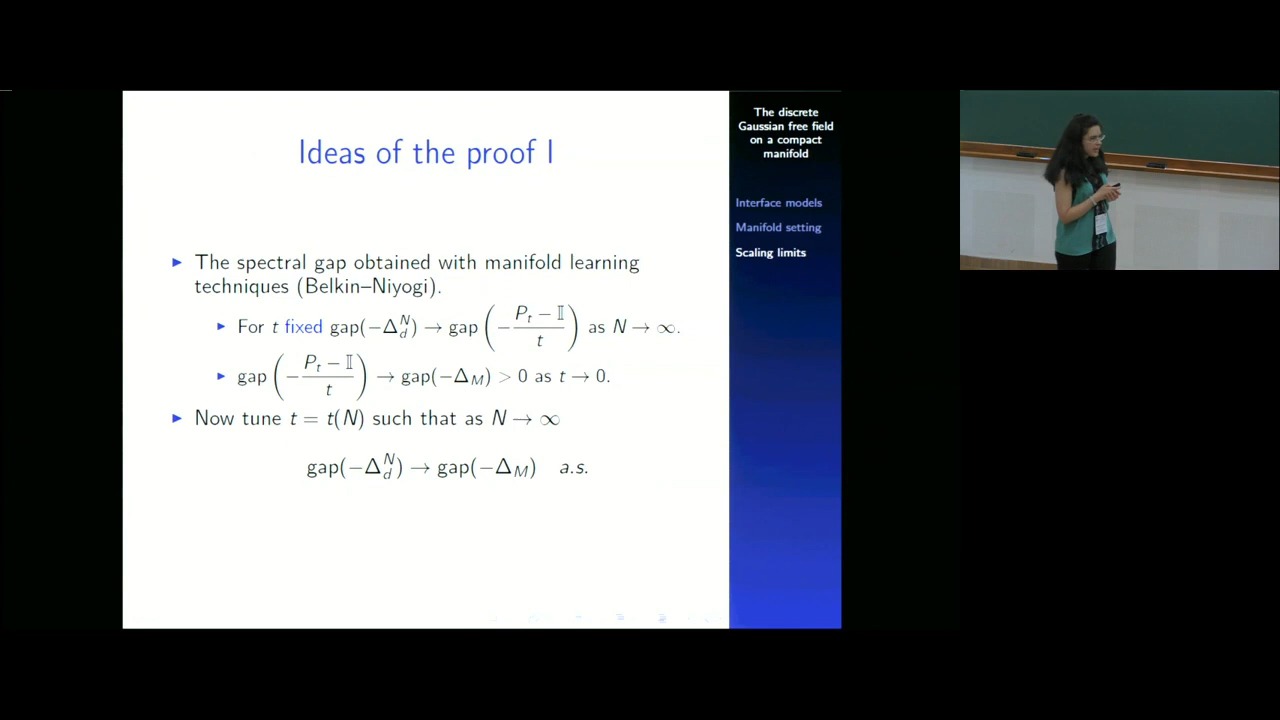 Ideas of the proof I
▶ The spectral gap obtained with manifold learning
techniques (Belkin–Niyogi).
▶ For t fixed gap(−Δ_d^N) → gap (−(P_t − 𝕀)/t) as N → ∞.
▶ gap (−(P_t − 𝕀)/t) → gap(−Δ_M) > 0 as t → 0.
▶ Now tune t = t(N) such that as N → ∞
gap(−Δ_d^N) → gap(−Δ_M) a.s.
The discrete
Gaussian free field
on a compact
manifold
Interface models
Manifold setting
Scaling limits